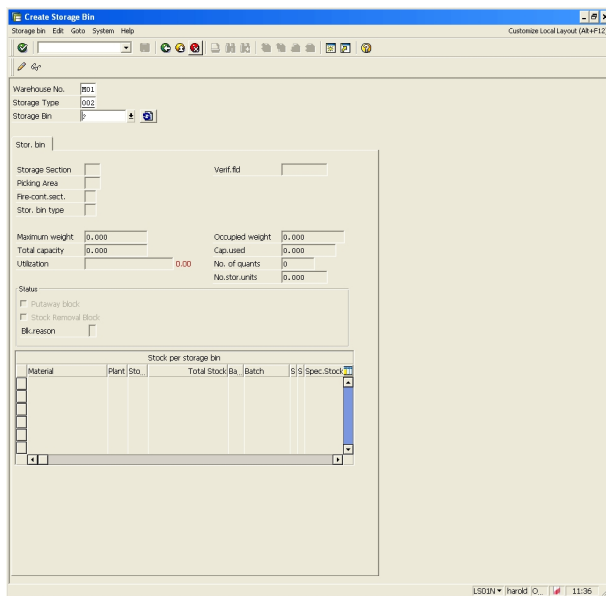 Create Storage Bin
Storage bin Edit Goto System Help Customize Local Layout (Alt+F12)
Warehouse No. M01
Storage Type 002
Storage Bin ?
Stor. bin
Storage Section Verif.fld
Picking Area
Fire-cont.sect.
Stor. bin type
Maximum weight 0.000 Occupied weight 0.000
Total capacity 0.000 Cap.used 0.000
Utilization 0.00 No. of quants 0
No.stor.units 0.000
Status
Putaway block
Stock Removal Block
Blk.reason
Stock per storage bin
Material Plant Sto... Total Stock Ba... Batch S S Spec.Stock
LS01N harold O... 11:36